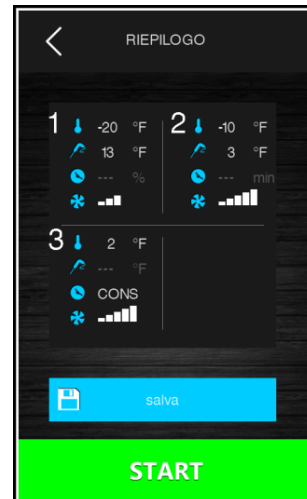 RIEPILOGO
1 -20 °F
13 °F
--- %
2 -10 °F
3 °F
--- min
3 2 °F
--- °F
CONS
salva
START